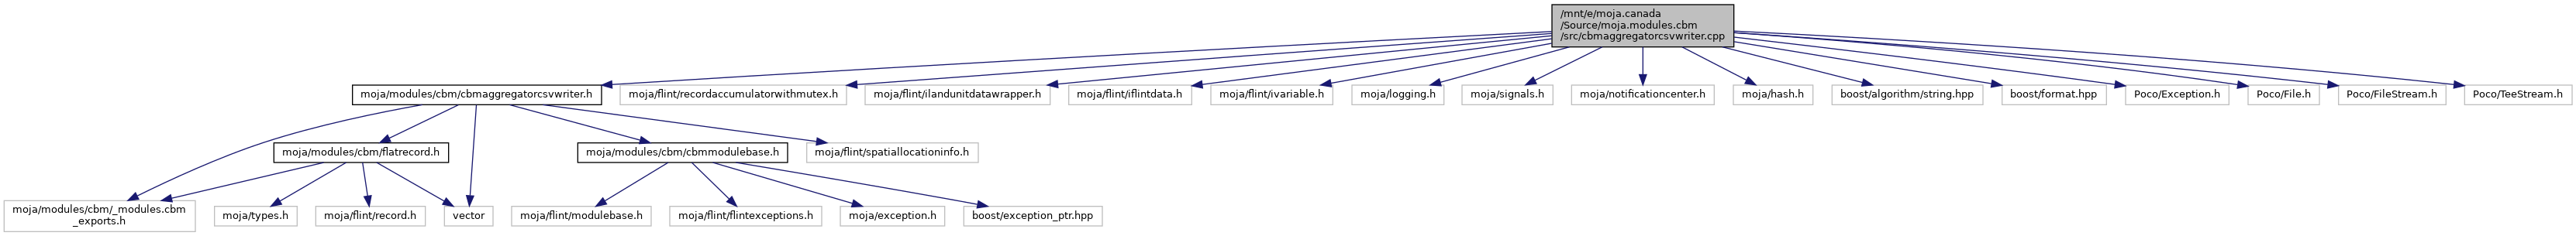 /mnt/e/moja.canada
/Source/moja.modules.cbm
/src/cbmaggregatorcsvwriter.cpp
moja/modules/cbm/cbmaggregatorcsvwriter.h
moja/flint/recordaccumulatorwithmutex.h
moja/flint/ilandunitdatawrapper.h
moja/flint/iflintdata.h
moja/flint/ivariable.h
moja/logging.h
moja/signals.h
moja/notificationcenter.h
moja/hash.h
boost/algorithm/string.hpp
boost/format.hpp
Poco/Exception.h
Poco/File.h
Poco/FileStream.h
Poco/TeeStream.h
moja/modules/cbm/flatrecord.h
moja/modules/cbm/cbmmodulebase.h
moja/flint/spatiallocationinfo.h
moja/modules/cbm/_modules.cbm
_exports.h
moja/types.h
moja/flint/record.h
vector
moja/flint/modulebase.h
moja/flint/flintexceptions.h
moja/exception.h
boost/exception_ptr.hpp